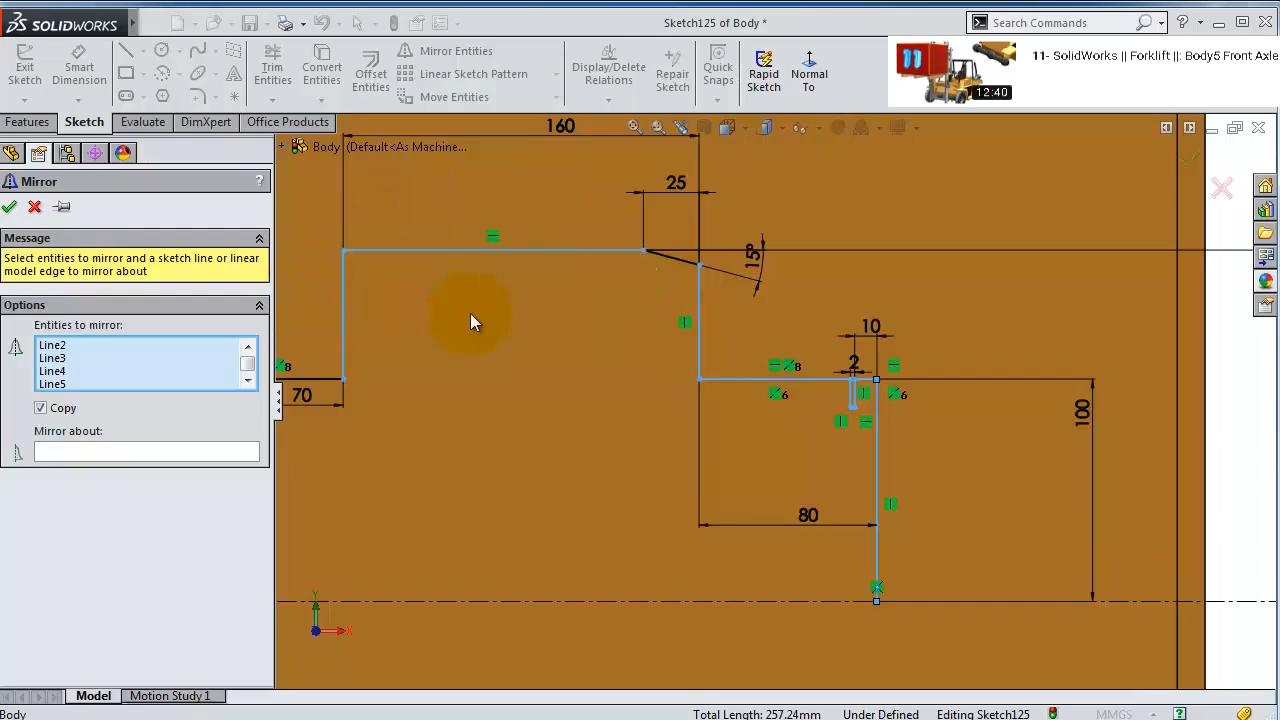 SOLIDWORKS
Sketch125 of Body *
Search Commands
Exit Sketch
Smart Dimension
Trim Entities
Convert Entities
Offset Entities
Mirror Entities
Linear Sketch Pattern
Move Entities
Display/Delete Relations
Repair Sketch
Quick Snaps
Rapid Sketch
Normal To
11
12:40
11- SolidWorks || Forklift || Body5 Front Axle
Features
Sketch
Evaluate
DimXpert
Office Products
Body (Default<As Machine...
Mirror
?
Message
Select entities to mirror and a sketch line or linear model edge to mirror about
Options
Entities to mirror:
Line2
Line3
Line4
Line5
Copy
Mirror about:
160
25
15°
10
2
8
8
6
6
70
100
80
Y
X
Model
Motion Study 1
Body
Total Length: 257.24mm
Under Defined
Editing Sketch125
MMGS